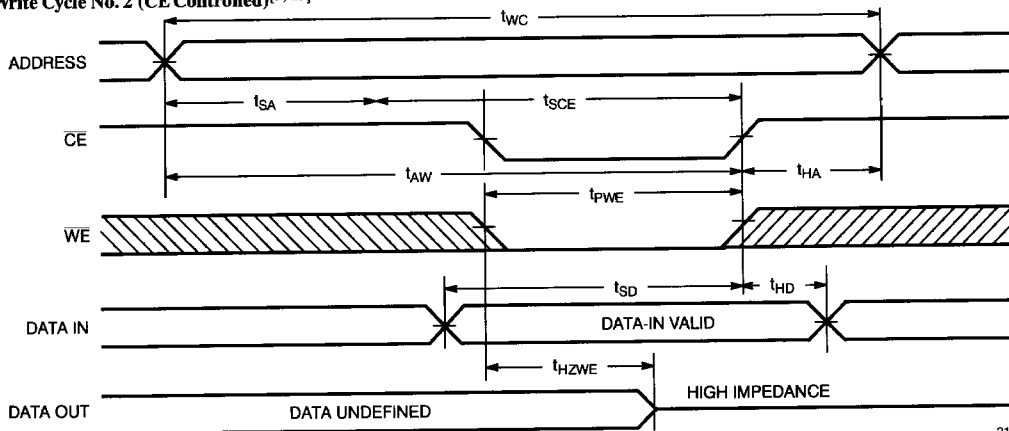 Write Cycle No. 2 (CE Controlled)
tWC
ADDRESS
tSA
tSCE
CE
tAW
tHA
tPWE
WE
tSD
tHD
DATA IN
DATA-IN VALID
tHZWE
HIGH IMPEDANCE
DATA OUT
DATA UNDEFINED